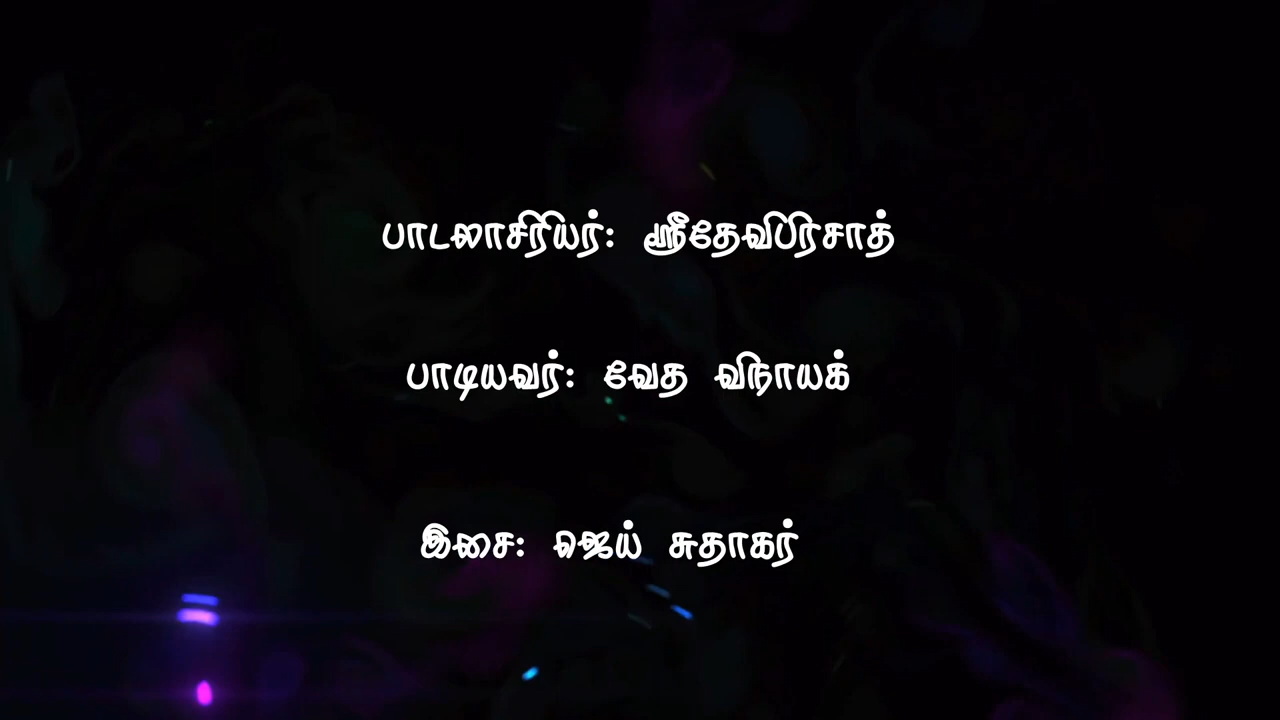 பாடலாசிரியர்: ஸ்ரீதேவிபிரசாத்
பாடியவர்: வேத விநாயக்
இசை: ஜெய் சுதாகர்